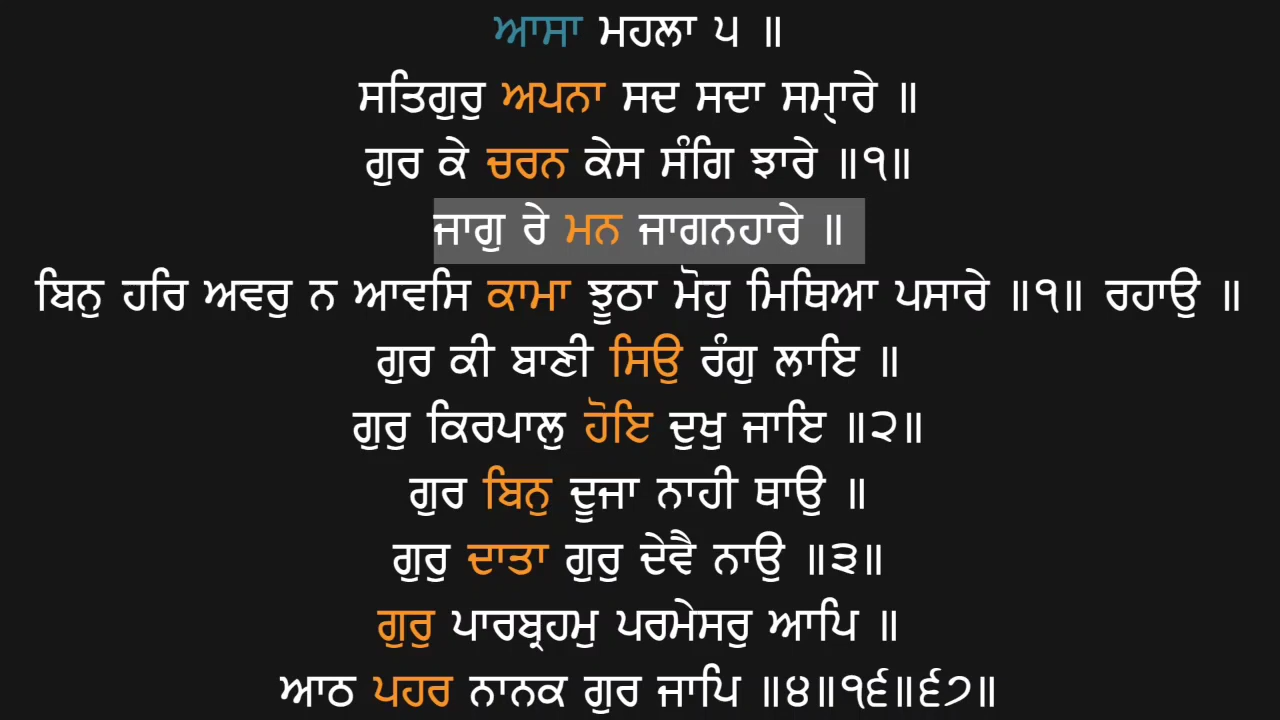 ਆਸਾ ਮਹਲਾ ੫ ॥
ਸਤਿਗੁਰੁ ਅਪਨਾ ਸਦ ਸਦਾ ਸਮ੍ਹਾਰੇ ॥
ਗੁਰ ਕੇ ਚਰਨ ਕੇਸ ਸੰਗਿ ਝਾਰੇ ॥੧॥
ਜਾਗੁ ਰੇ ਮਨ ਜਾਗਨਹਾਰੇ ॥
ਬਿਨੁ ਹਰਿ ਅਵਰੁ ਨ ਆਵਸਿ ਕਾਮਾ ਝੂਠਾ ਮੋਹੁ ਮਿਥਿਆ ਪਸਾਰੇ ॥੧॥ ਰਹਾਉ ॥
ਗੁਰ ਕੀ ਬਾਣੀ ਸਿਉ ਰੰਗੁ ਲਾਇ ॥
ਗੁਰੁ ਕਿਰਪਾਲੁ ਹੋਇ ਦੁਖੁ ਜਾਇ ॥੨॥
ਗੁਰ ਬਿਨੁ ਦੂਜਾ ਨਾਹੀ ਥਾਉ ॥
ਗੁਰੁ ਦਾਤਾ ਗੁਰੁ ਦੇਵੈ ਨਾਉ ॥੩॥
ਗੁਰੁ ਪਾਰਬ੍ਰਹਮੁ ਪਰਮੇਸਰੁ ਆਪਿ ॥
ਆਠ ਪਹਰ ਨਾਨਕ ਗੁਰ ਜਾਪਿ ॥੪॥੧੬॥੬੭॥